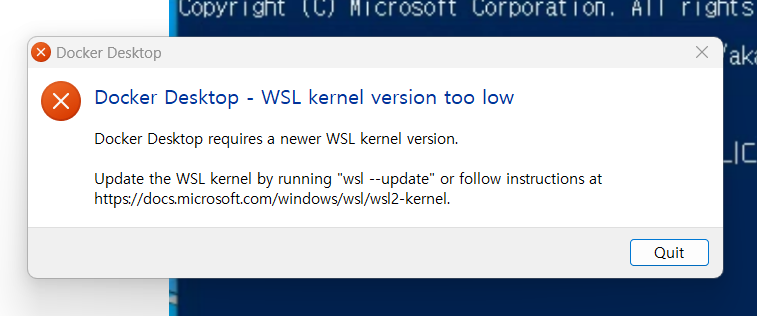 Copyright (C) Microsoft Corporation. All rights
Docker Desktop
/aka
Docker Desktop - WSL kernel version too low
Docker Desktop requires a newer WSL kernel version.
LIC
Update the WSL kernel by running "wsl --update" or follow instructions at
https://docs.microsoft.com/windows/wsl/wsl2-kernel.
Quit